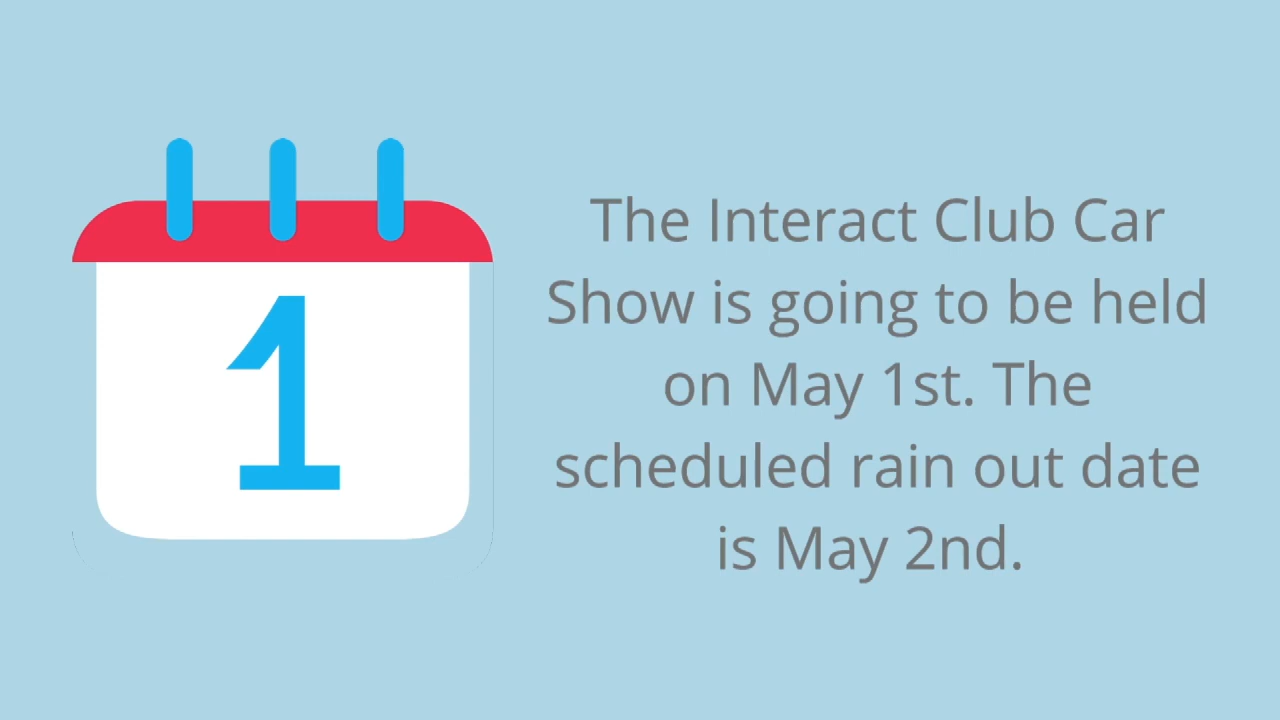 1
The Interact Club Car
Show is going to be held
on May 1st. The
scheduled rain out date
is May 2nd.